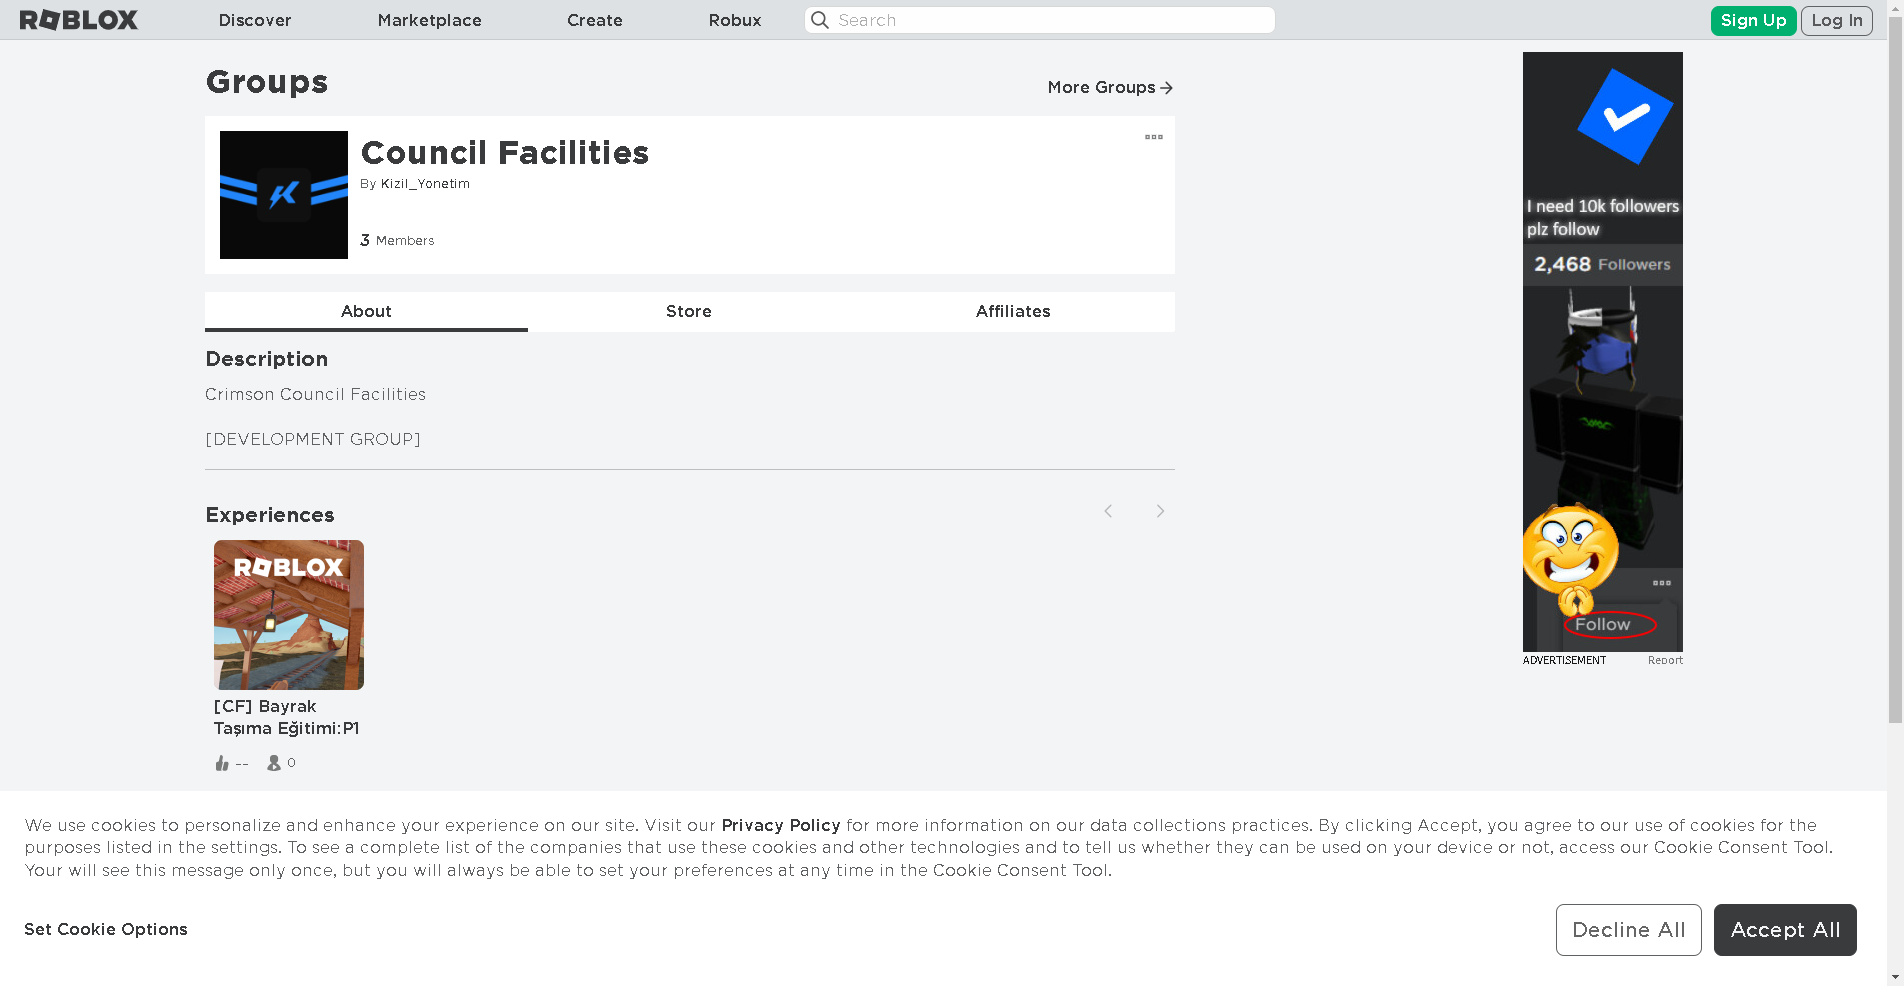 ROBLOX
Discover
Marketplace
Create
Robux
Search
Sign Up
Log In
Groups
More Groups
Council Facilities
By Kizil_Yonetim
3 Members
About
Store
Affiliates
Description
Crimson Council Facilities
[DEVELOPMENT GROUP]
Experiences
ROBLOX
[CF] Bayrak
Taşıma Eğitimi:P1
--
0
I need 10k followers
plz follow
2,468 Followers
Follow
ADVERTISEMENT
Report
We use cookies to personalize and enhance your experience on our site. Visit our Privacy Policy for more information on our data collections practices. By clicking Accept, you agree to our use of cookies for the
purposes listed in the settings. To see a complete list of the companies that use these cookies and other technologies and to tell us whether they can be used on your device or not, access our Cookie Consent Tool.
Your will see this message only once, but you will always be able to set your preferences at any time in the Cookie Consent Tool.
Set Cookie Options
Decline All
Accept All